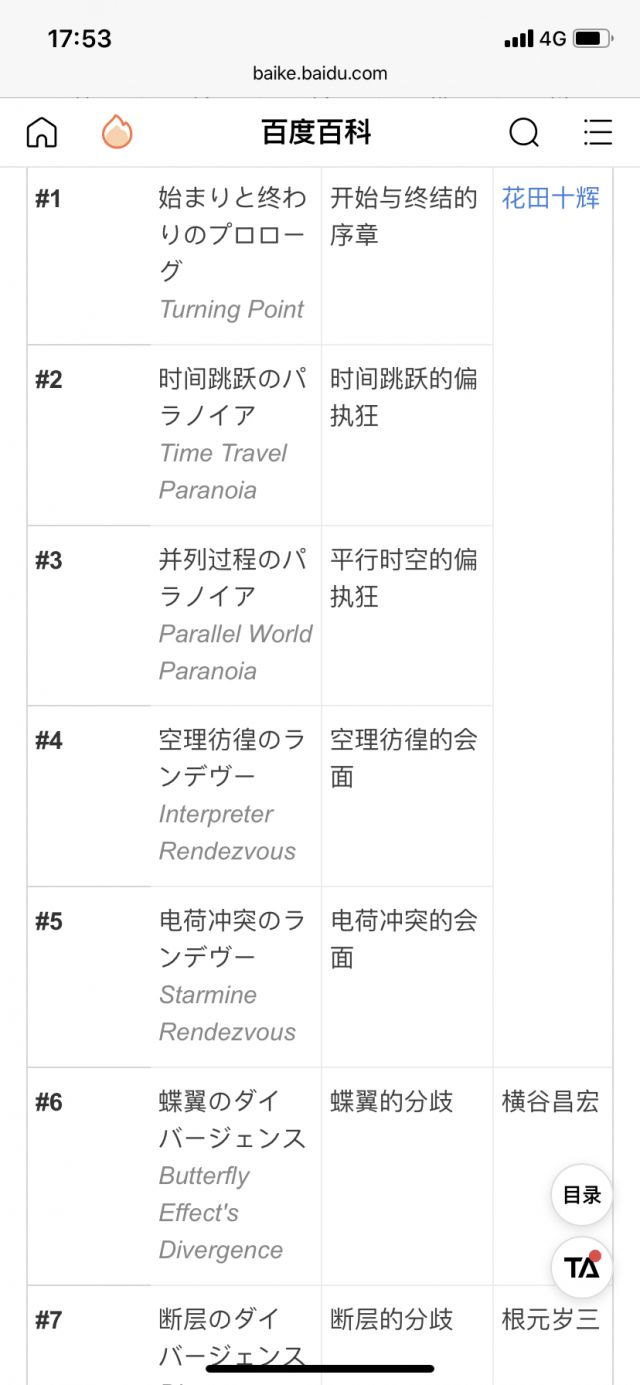 17:53
4G
baike.baidu.com
百度百科
#1
始まりと终わ
りのプロロー
グ
Turning Point
开始与终结的
序章
花田十辉
#2
时间跳跃のパ
ラノイア
Time Travel
Paranoia
时间跳跃的偏
执狂
#3
并列过程のパ
ラノイア
Parallel World
Paranoia
平行时空的偏
执狂
#4
空理彷徨のラ
ンデヴー
Interpreter
Rendezvous
空理彷徨的会
面
#5
电荷冲突のラ
ンデヴー
Starmine
Rendezvous
电荷冲突的会
面
#6
蝶翼のダイ
バージェンス
Butterfly
Effect's
Divergence
蝶翼的分歧
横谷昌宏
目录
#7
断层のダイ
バージェンス
断层的分歧
根元岁三